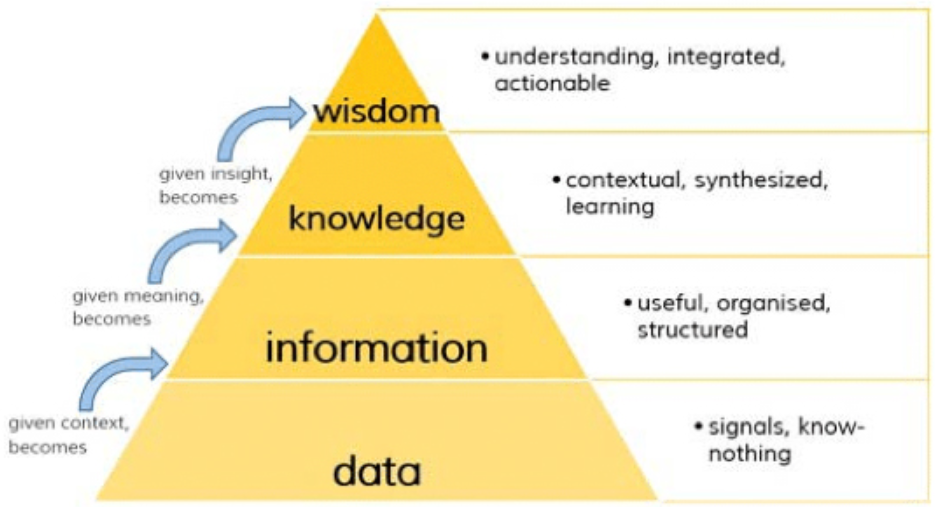 • understanding, integrated,
actionable
wisdom
given insight,
becomes
• contextual, synthesized,
learning
knowledge
given meaning,
becomes
• useful, organised,
structured
information
given context,
becomes
• signals, know-
nothing
data